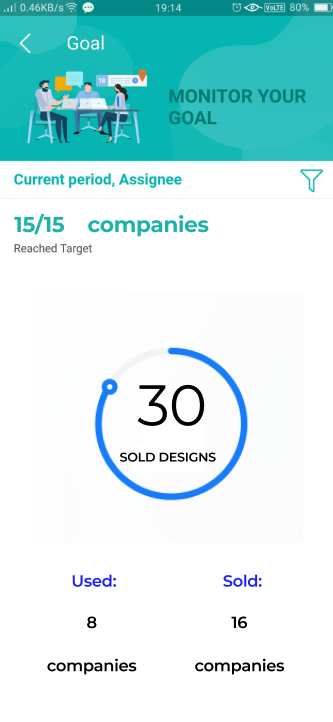 0.46KB/s 19:14 VoLTE 80%
Goal
18
MONITOR YOUR
GOAL
Current period, Assignee
15/15 companies
Reached Target
30
SOLD DESIGNS
Used: Sold:
8 16
companies companies